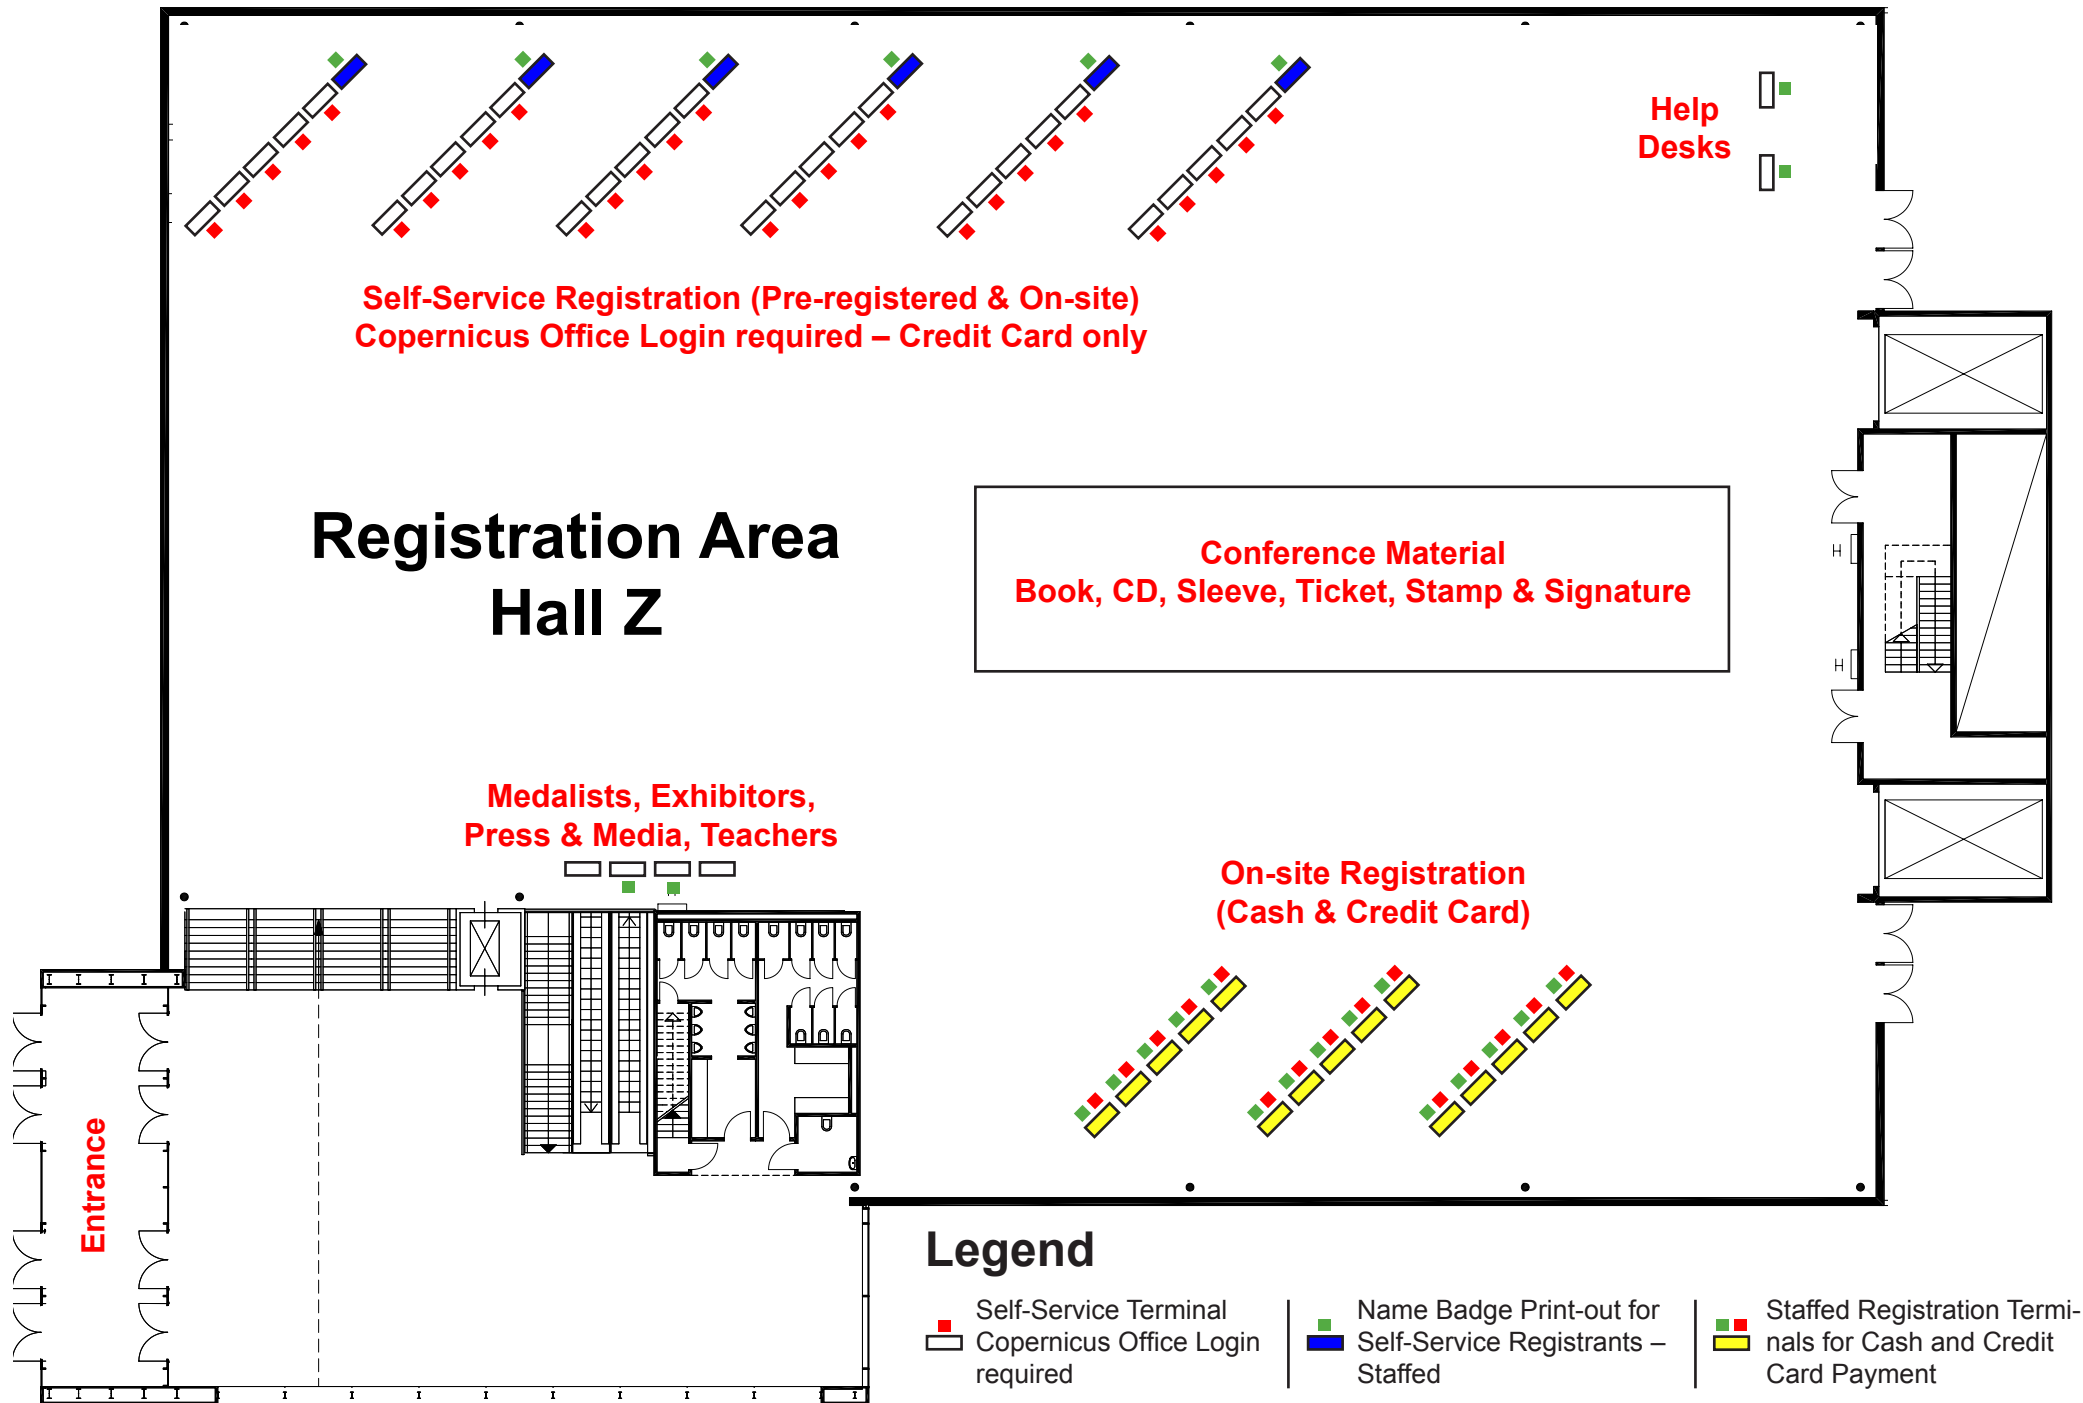 Help
Desks
Self-Service Registration (Pre-registered & On-site)
Copernicus Office Login required – Credit Card only
Registration Area
Hall Z
Conference Material
Book, CD, Sleeve, Ticket, Stamp & Signature
Medalists, Exhibitors,
Press & Media, Teachers
On-site Registration
(Cash & Credit Card)
Entrance
Legend
Self-Service Terminal
Copernicus Office Login
required
Name Badge Print-out for
Self-Service Registrants –
Staffed
Staffed Registration Termi-
nals for Cash and Credit
Card Payment